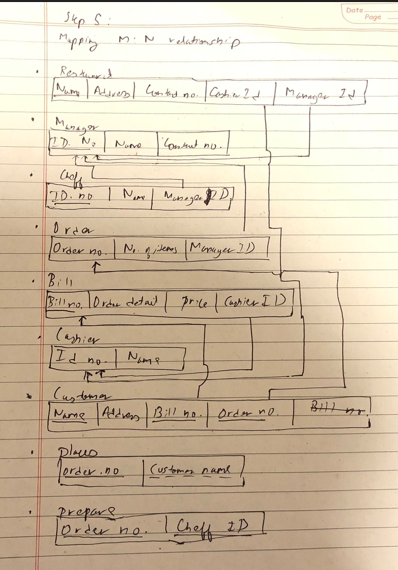 Date
Page
Step 5:
Mapping M:N relationship
Restaurant
Name Address Contact no. Cashier Id Manager Id
Manager
ID No Name Contact no.
Cheff
ID. no Name Manager ID
Order
Order no. No. of items Manager ID
Bill
Bill no. Order detail Price Cashier ID
Cashier
Id no. Name
Customer
Name Address Bill no. Order no. Bill no.
Places
Order.no Customer name
Prepare
Order no. Cheff ID